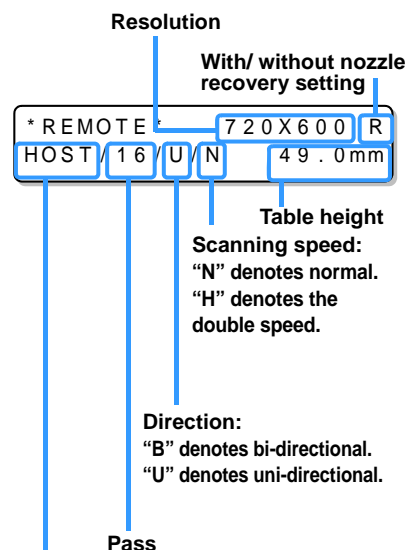 Resolution
With/ without nozzle
recovery setting
*REMOTE* 720X600 R
HOST/16/U/N 49.0mm
Table height
Scanning speed:
“N” denotes normal.
“H” denotes the
double speed.
Direction:
“B” denotes bi-directional.
“U” denotes uni-directional.
Pass